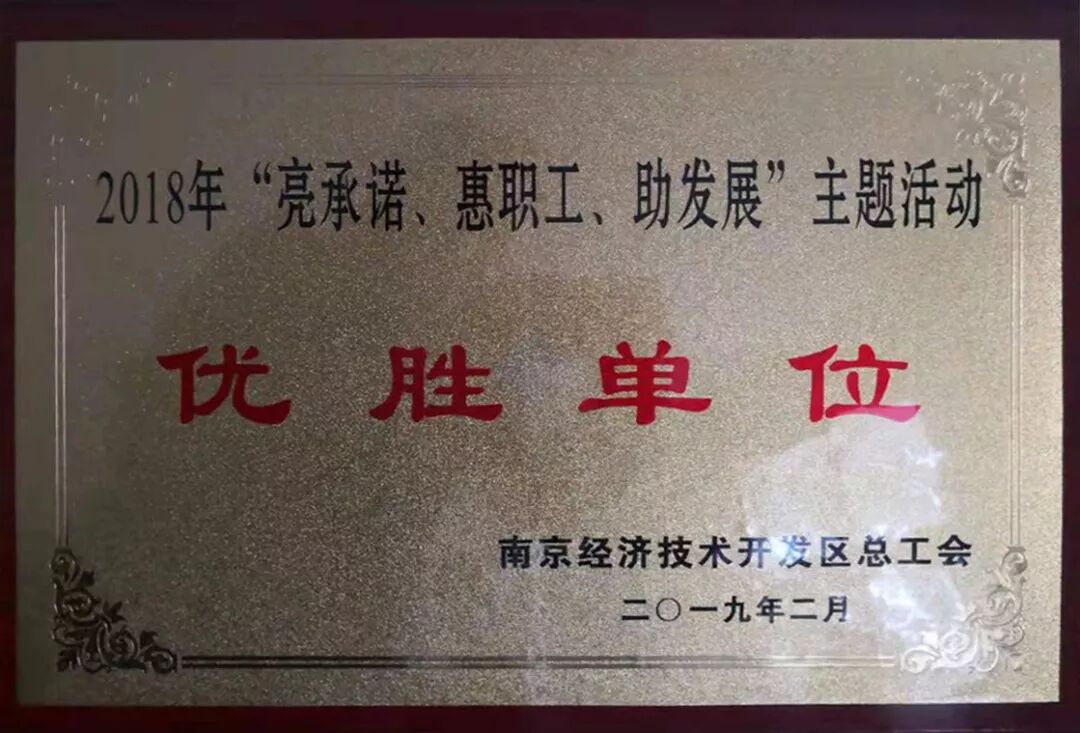 2018年“亮承诺、惠职工、助发展”主题活动
优胜单位
南京经济技术开发区总工会
二〇一九年二月